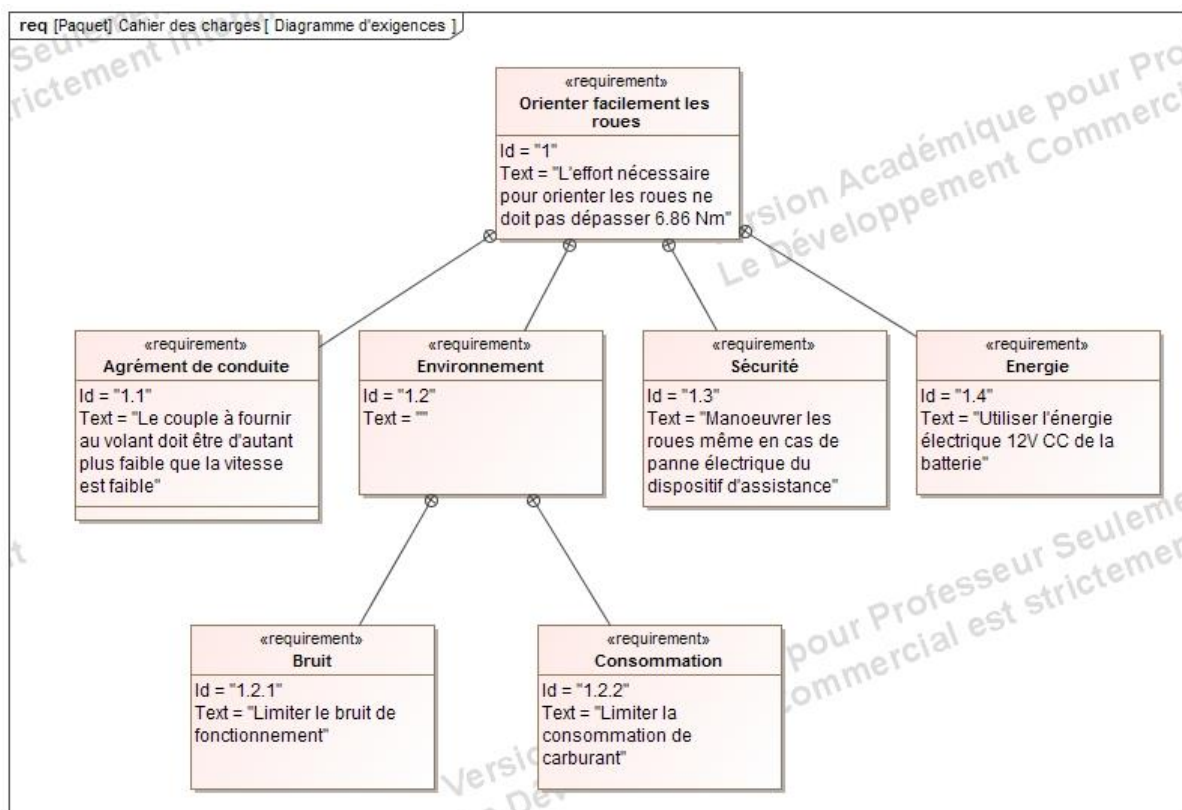 req [Paquet] Cahier des charges [ Diagramme d'exigences ]
«requirement»
Orienter facilement les
roues
Id = "1"
Text = "L'effort nécessaire
pour orienter les roues ne
doit pas dépasser 6.86 Nm"
«requirement»
Agrément de conduite
Id = "1.1"
Text = "Le couple à fournir
au volant doit être d'autant
plus faible que la vitesse
est faible"
«requirement»
Environnement
Id = "1.2"
Text = ""
«requirement»
Sécurité
Id = "1.3"
Text = "Manoeuvrer les
roues même en cas de
panne électrique du
dispositif d'assistance"
«requirement»
Energie
Id = "1.4"
Text = "Utiliser l'énergie
électrique 12V CC de la
batterie"
«requirement»
Bruit
Id = "1.2.1"
Text = "Limiter le bruit de
fonctionnement"
«requirement»
Consommation
Id = "1.2.2"
Text = "Limiter la
consommation de
carburant"
Version Académique pour Pro
Le Développement Commerci
pour Professeur Seuleme
ommercial est strictemen